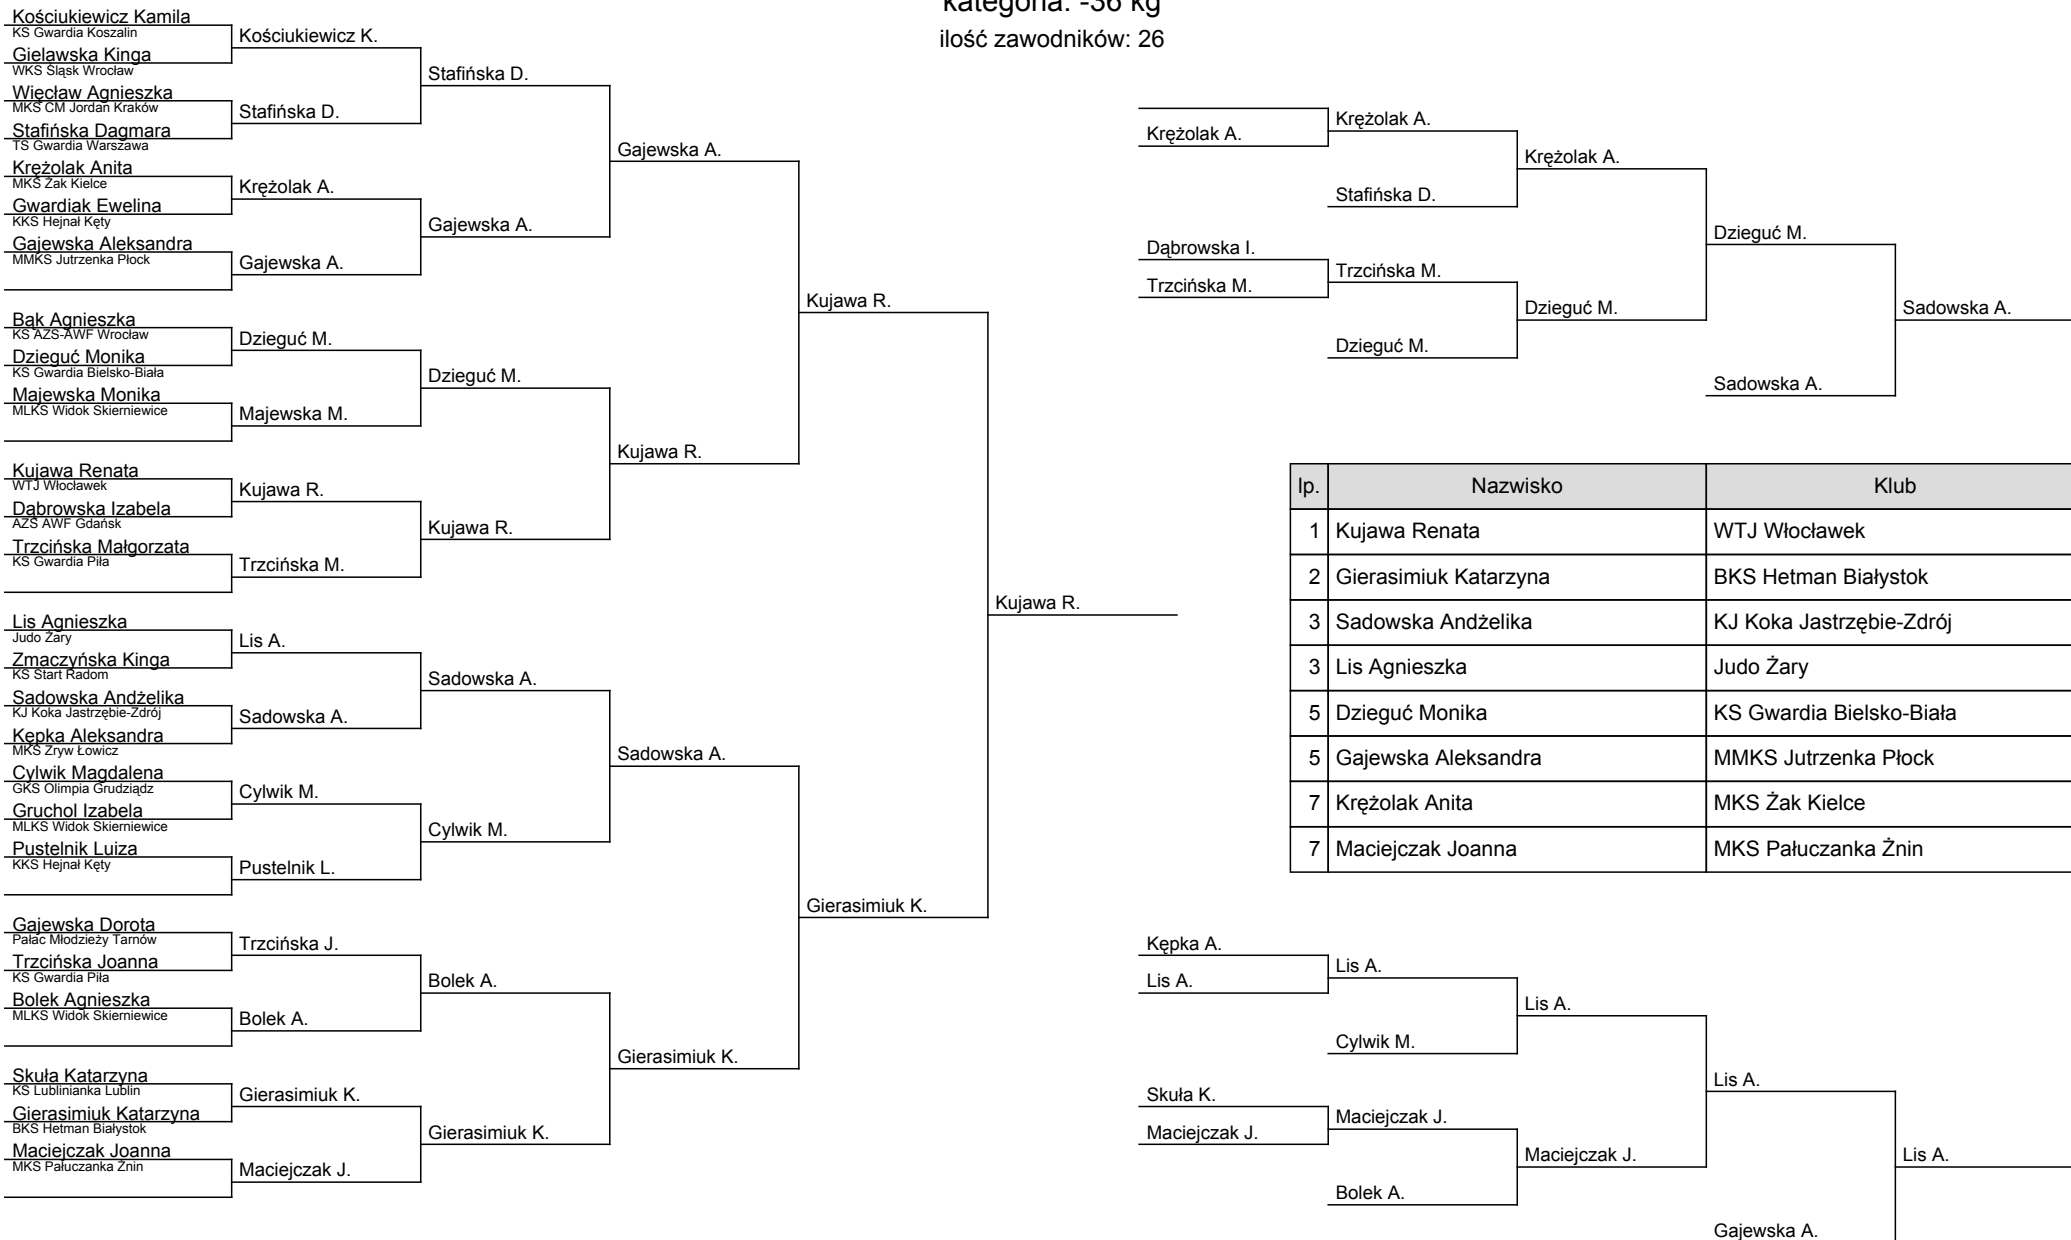 kategoria: -36 kg
ilość zawodników: 26
Kościukiewicz Kamila
KS Gwardia Koszalin
Gielawska Kinga
WKS Śląsk Wrocław
Więcław Agnieszka
MKS CM Jordan Kraków
Stafińska Dagmara
TS Gwardia Warszawa
Krężolak Anita
MKS Żak Kielce
Gwardiak Ewelina
KKS Hejnał Kęty
Gajewska Aleksandra
MMKS Jutrzenka Płock
Bąk Agnieszka
KS AZS-AWF Wrocław
Dzieguć Monika
KS Gwardia Bielsko-Biała
Majewska Monika
MLKS Widok Skierniewice
Kujawa Renata
WTJ Włocławek
Dąbrowska Izabela
AZS AWF Gdańsk
Trzcińska Małgorzata
KS Gwardia Piła
Lis Agnieszka
Judo Żary
Zmaczyńska Kinga
KS Start Radom
Sadowska Andżelika
KJ Koka Jastrzębie-Zdrój
Kępka Aleksandra
MKS Zryw Łowicz
Cylwik Magdalena
GKS Olimpia Grudziądz
Gruchol Izabela
MLKS Widok Skierniewice
Pustelnik Luiza
KKS Hejnał Kęty
Gajewska Dorota
Pałac Młodzieży Tarnów
Trzcińska Joanna
KS Gwardia Piła
Bolek Agnieszka
MLKS Widok Skierniewice
Skuła Katarzyna
KS Lublinianka Lublin
Gierasimiuk Katarzyna
BKS Hetman Białystok
Maciejczak Joanna
MKS Pałuczanka Żnin
Kościukiewicz K.
Stafińska D.
Krężolak A.
Gajewska A.
Dzieguć M.
Majewska M.
Kujawa R.
Trzcińska M.
Lis A.
Sadowska A.
Cylwik M.
Pustelnik L.
Trzcińska J.
Bolek A.
Gierasimiuk K.
Maciejczak J.
Stafińska D.
Gajewska A.
Dzieguć M.
Kujawa R.
Sadowska A.
Cylwik M.
Bolek A.
Gierasimiuk K.
Gajewska A.
Kujawa R.
Sadowska A.
Gierasimiuk K.
Kujawa R.
Gierasimiuk K.
Kujawa R.
Krężolak A.
Dąbrowska I.
Trzcińska M.
Krężolak A.
Stafińska D.
Trzcińska M.
Dzieguć M.
Krężolak A.
Dzieguć M.
Dzieguć M.
Sadowska A.
Sadowska A.
lp. Nazwisko Klub
1 Kujawa Renata WTJ Włocławek
2 Gierasimiuk Katarzyna BKS Hetman Białystok
3 Sadowska Andżelika KJ Koka Jastrzębie-Zdrój
3 Lis Agnieszka Judo Żary
5 Dzieguć Monika KS Gwardia Bielsko-Biała
5 Gajewska Aleksandra MMKS Jutrzenka Płock
7 Krężolak Anita MKS Żak Kielce
7 Maciejczak Joanna MKS Pałuczanka Żnin
Kępka A.
Lis A.
Skuła K.
Maciejczak J.
Lis A.
Cylwik M.
Maciejczak J.
Bolek A.
Lis A.
Maciejczak J.
Lis A.
Gajewska A.
Lis A.